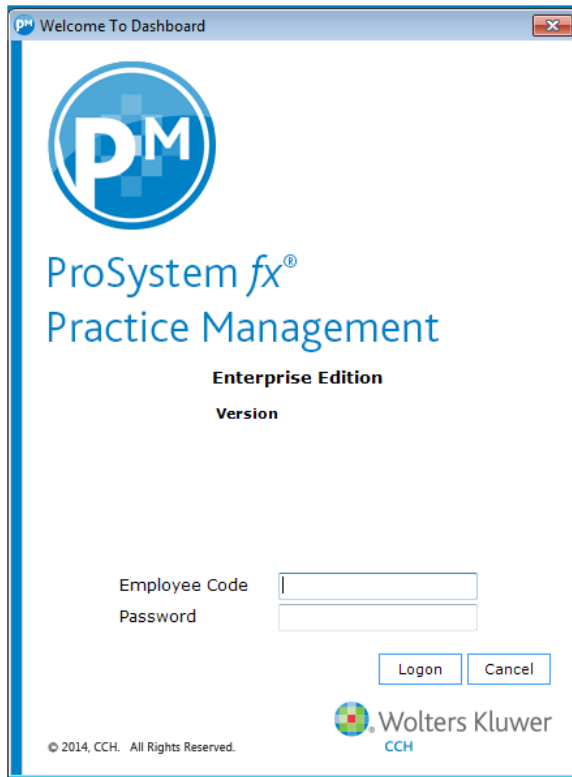 PM Welcome To Dashboard
PM
ProSystem fx®
Practice Management
Enterprise Edition
Version
Employee Code
Password
Logon Cancel
Wolters Kluwer
CCH
© 2014, CCH. All Rights Reserved.